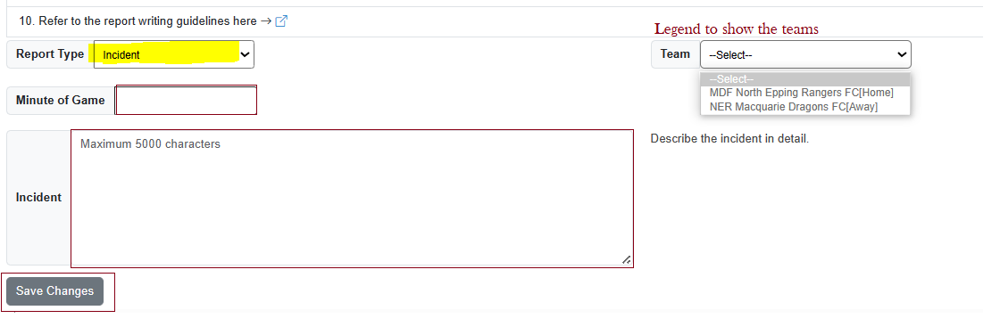 10. Refer to the report writing guidelines here →
Legend to show the teams
Report Type Incident
Team --Select--
--Select--
MDF North Epping Rangers FC[Home]
NER Macquarie Dragons FC[Away]
Minute of Game
Maximum 5000 characters
Describe the incident in detail.
Incident
Save Changes